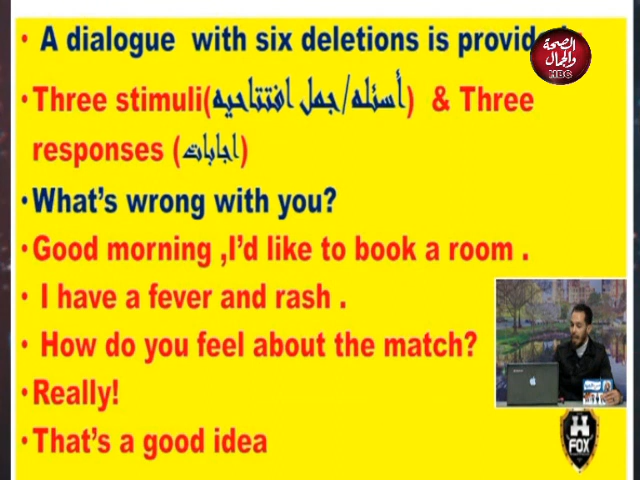 • A dialogue with six deletions is provide
الصحة
والجمال
HBC
• Three stimuli(أسئله/جمل افتتاحيه) & Three
responses (اجابات)
• What's wrong with you?
• Good morning ,I'd like to book a room .
• I have a fever and rash .
• How do you feel about the match?
• Really!
• That's a good idea
FOX